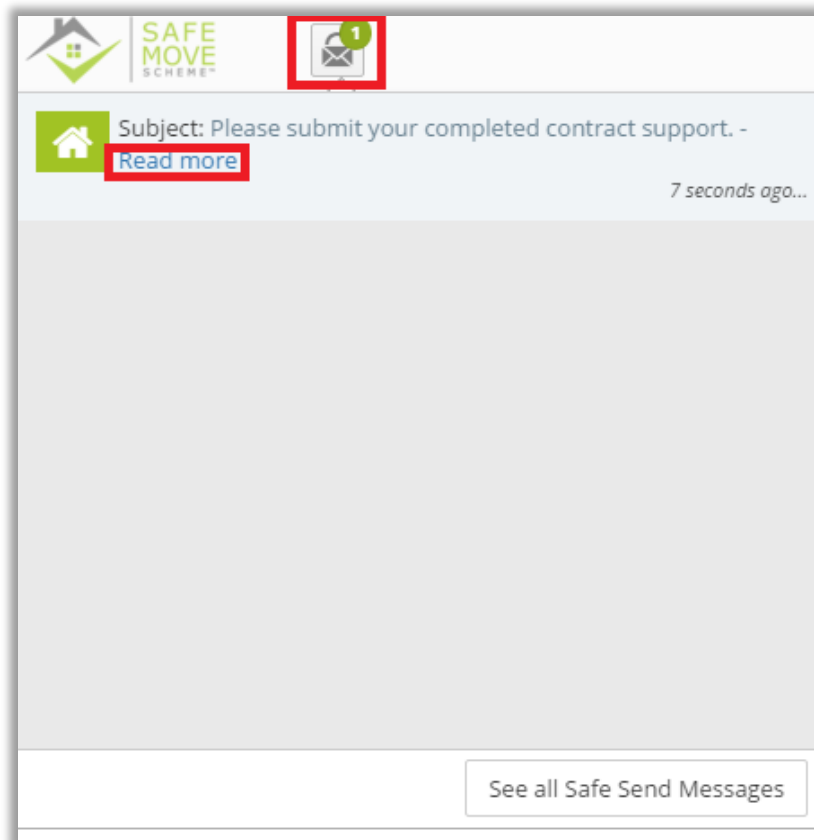 SAFE
MOVE
SCHEME™
1
Subject: Please submit your completed contract support. -
Read more
7 seconds ago...
See all Safe Send Messages